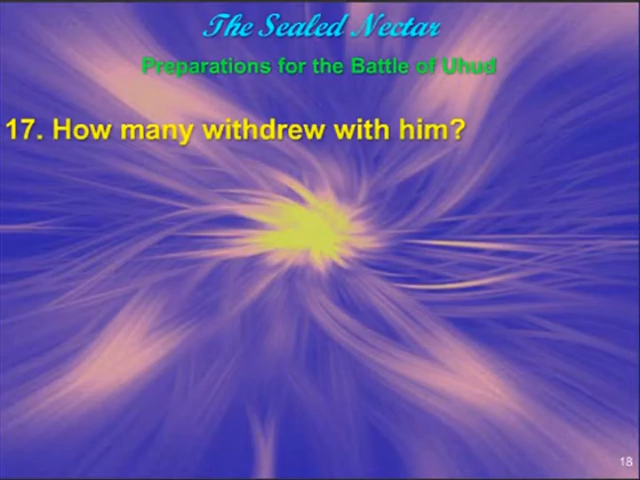 The Sealed Nectar
Preparations for the Battle of Uhud
17. How many withdrew with him?
18